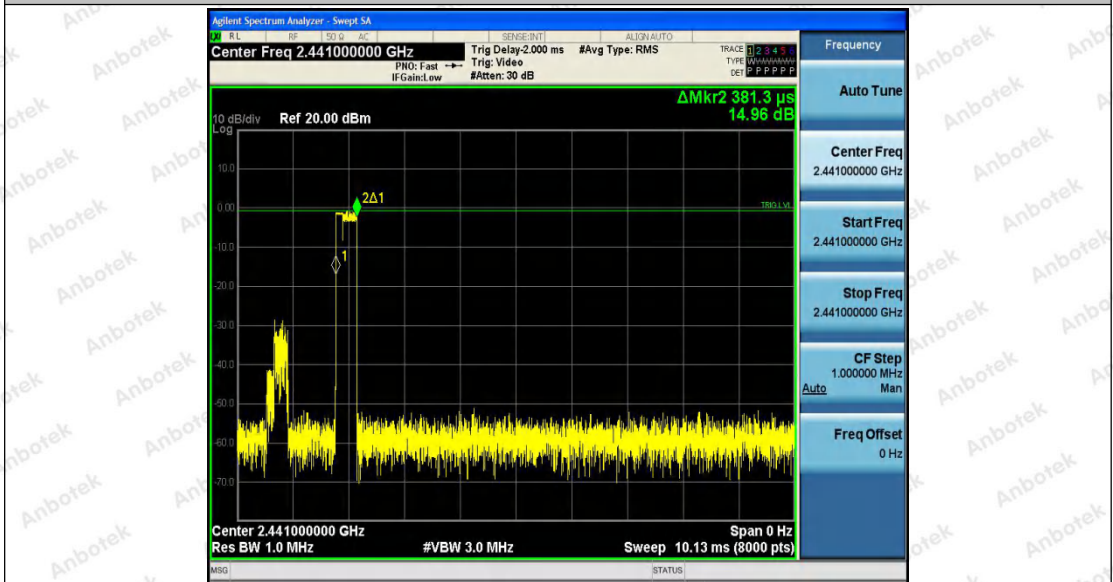 Agilent Spectrum Analyzer - Swept SA
LXI RL RF 50 Ω AC SENSE:INT ALIGN AUTO
Center Freq 2.441000000 GHz
PNO: Fast
IFGain:Low
Trig Delay-2.000 ms
Trig: Video
#Atten: 30 dB
#Avg Type: RMS
TRACE 1 2 3 4 5 6
TYPE W
DET P P P P P P
ΔMkr2 381.3 µs
14.96 dB
10 dB/div Ref 20.00 dBm
Log
10.0
0.00
-10.0
-20.0
-30.0
-40.0
-50.0
-60.0
-70.0
2Δ1
1
TRIG LVL
Center 2.441000000 GHz
Span 0 Hz
Res BW 1.0 MHz
#VBW 3.0 MHz
Sweep 10.13 ms (8000 pts)
MSG
STATUS
Frequency
Auto Tune
Center Freq
2.441000000 GHz
Start Freq
2.441000000 GHz
Stop Freq
2.441000000 GHz
CF Step
1.000000 MHz
Auto Man
Freq Offset
0 Hz
Anbotek